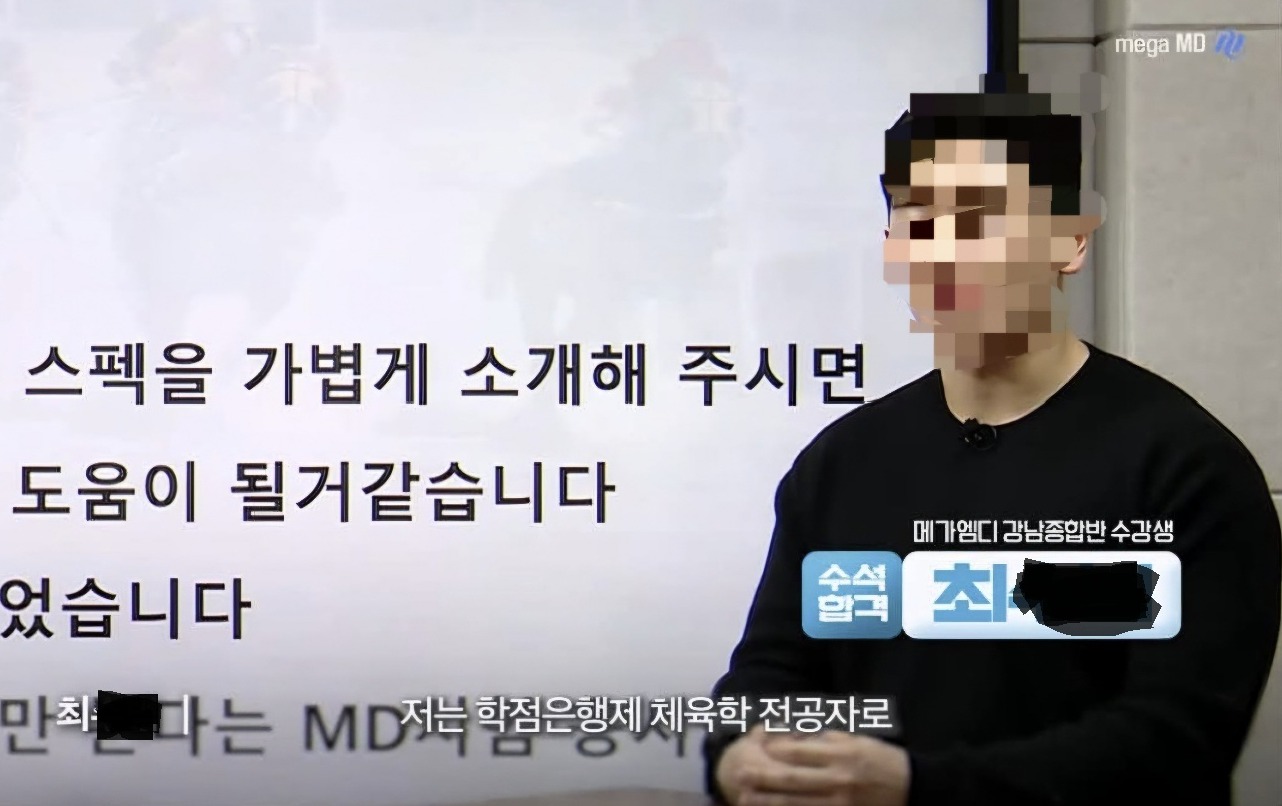 mega MD
스펙을 가볍게 소개해 주시면
도움이 될거같습니다
메가엠디 강남종합반 수강생
수석
합격
최
었습니다
최 | 저는 학점은행제 체육학 전공자로
만 다는 MD